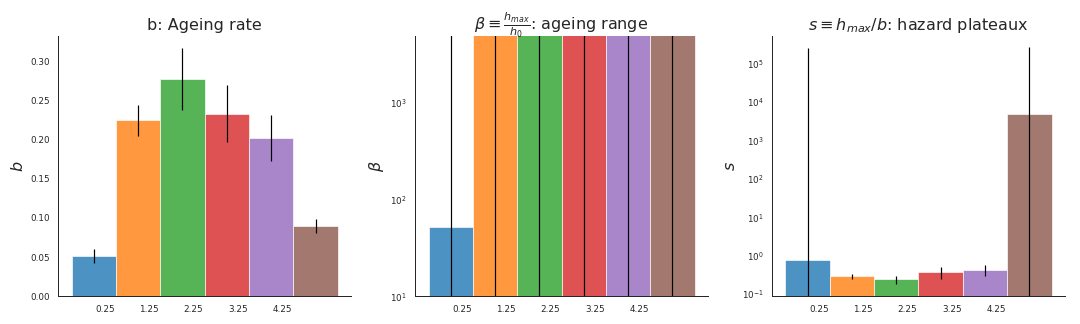 b: Ageing rate
β ≡ h_max/h_0: ageing range
s ≡ h_max/b: hazard plateaux
b
0.30
0.25
0.20
0.15
0.10
0.05
0.00
0.25 1.25 2.25 3.25 4.25
β
10^3
10^2
10^1
0.25 1.25 2.25 3.25 4.25
s
10^5
10^4
10^3
10^2
10^1
10^0
10^-1
0.25 1.25 2.25 3.25 4.25